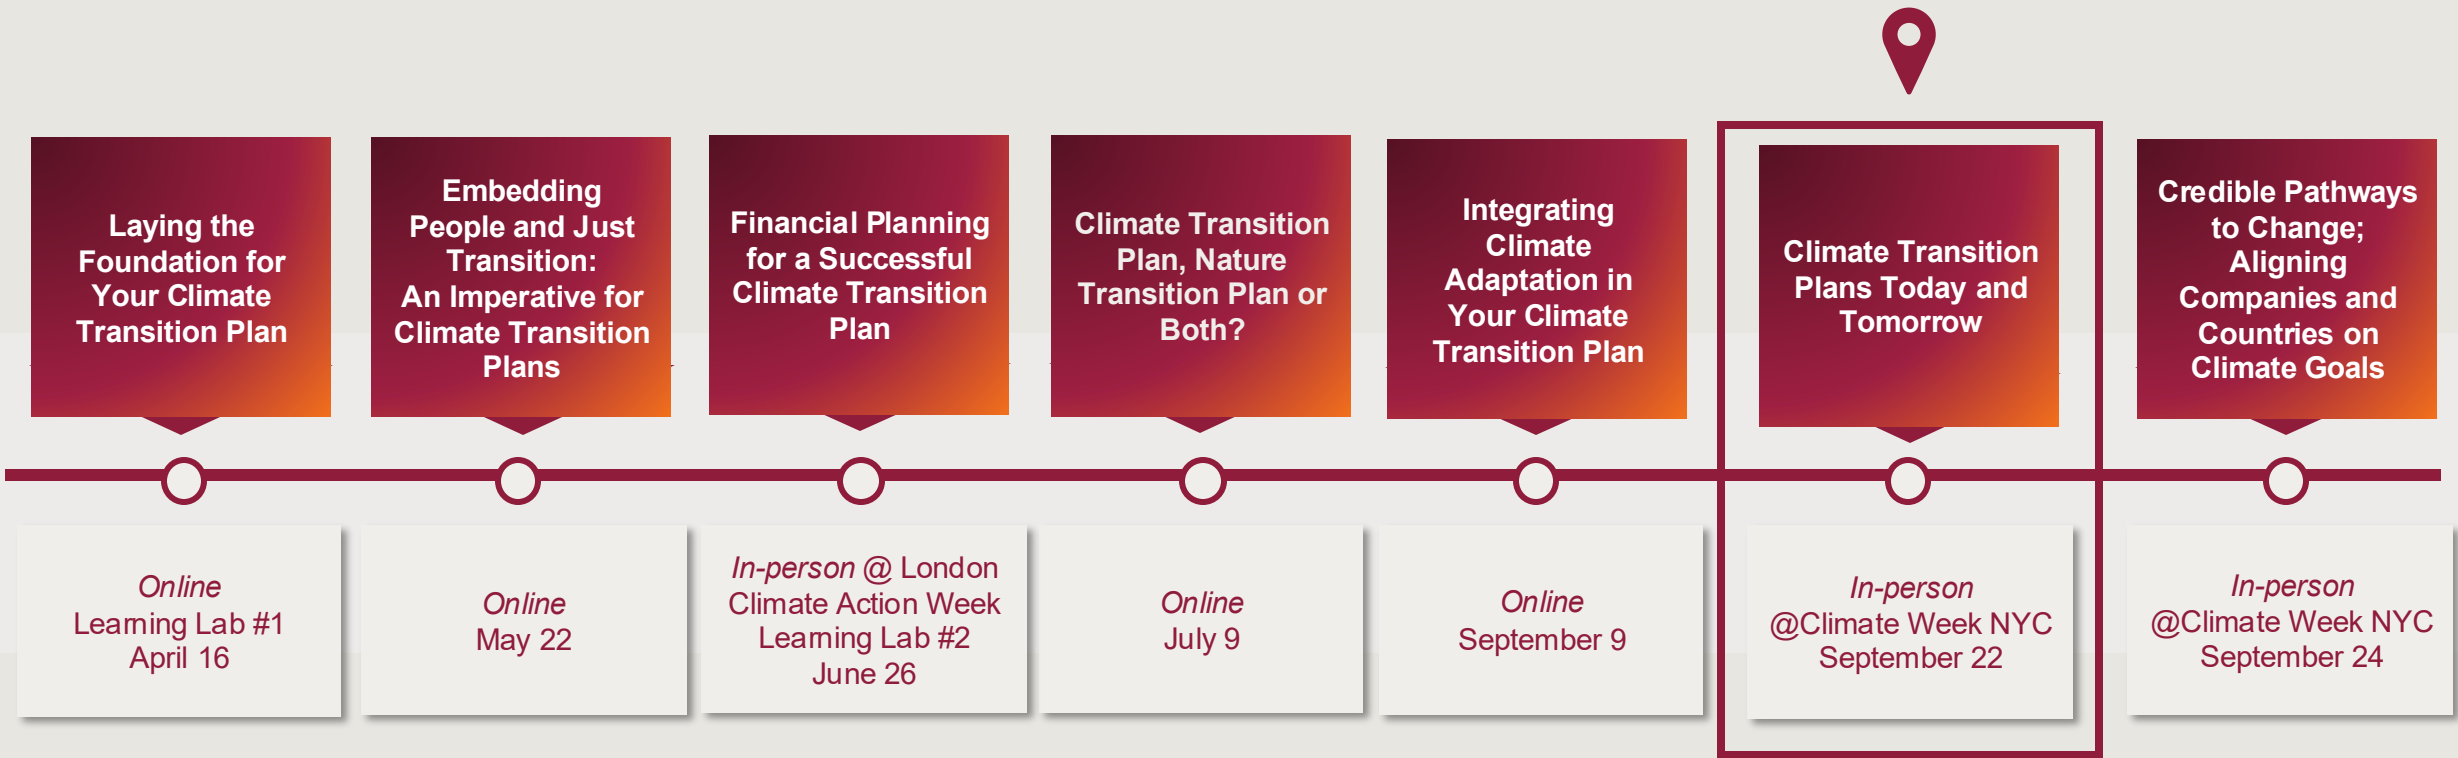 Laying the
Foundation for
Your Climate
Transition Plan
Embedding
People and Just
Transition:
An Imperative for
Climate Transition
Plans
Financial Planning
for a Successful
Climate Transition
Plan
Climate Transition
Plan, Nature
Transition Plan or
Both?
Integrating
Climate
Adaptation in
Your Climate
Transition Plan
Climate Transition
Plans Today and
Tomorrow
Credible Pathways
to Change;
Aligning
Companies and
Countries on
Climate Goals
Online
Learning Lab #1
April 16
Online
May 22
In-person @ London
Climate Action Week
Learning Lab #2
June 26
Online
July 9
Online
September 9
In-person
@Climate Week NYC
September 22
In-person
@Climate Week NYC
September 24